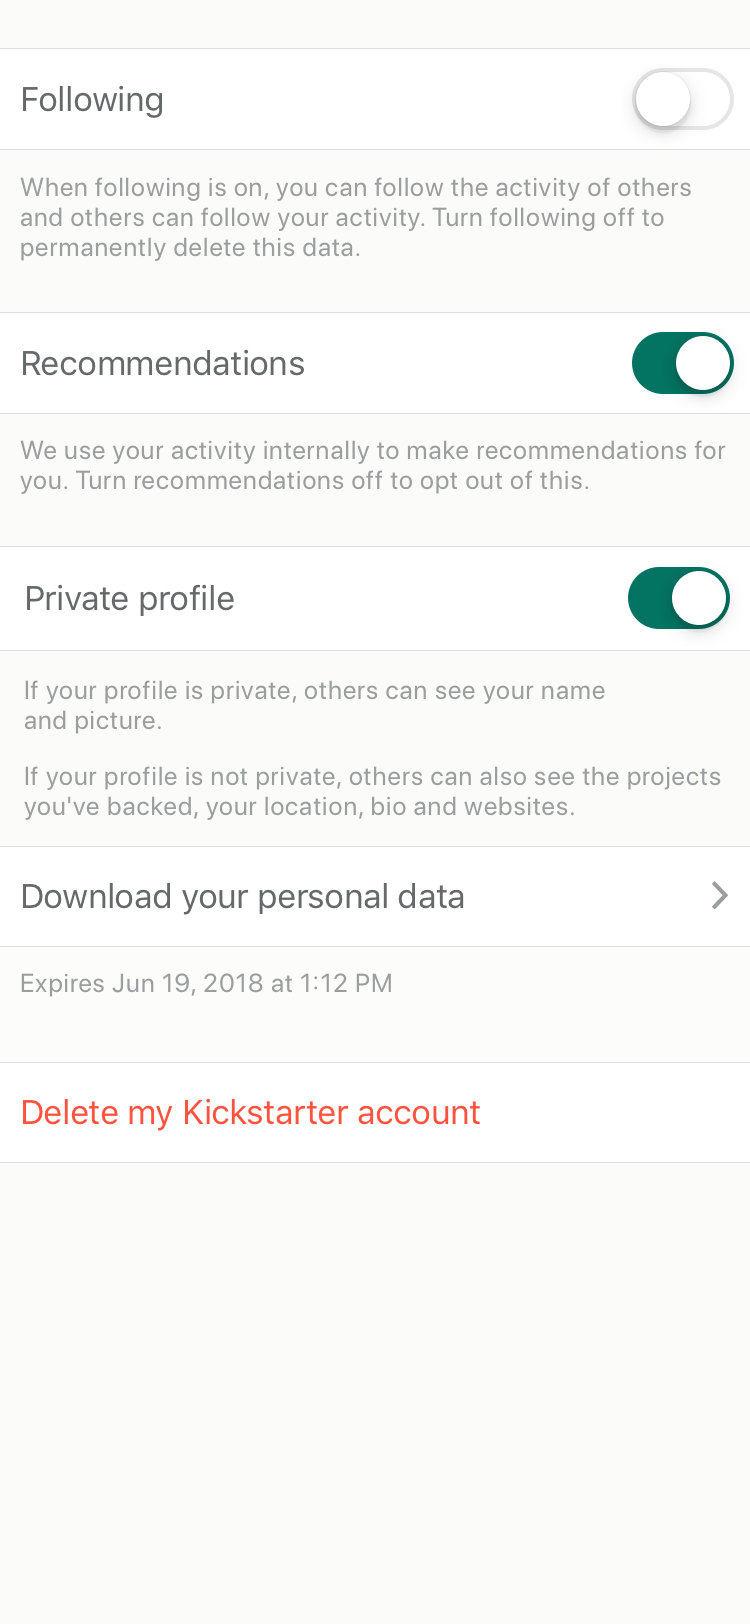 Following
When following is on, you can follow the activity of others
and others can follow your activity. Turn following off to
permanently delete this data.
Recommendations
We use your activity internally to make recommendations for
you. Turn recommendations off to opt out of this.
Private profile
If your profile is private, others can see your name
and picture.
If your profile is not private, others can also see the projects
you've backed, your location, bio and websites.
Download your personal data
Expires Jun 19, 2018 at 1:12 PM
Delete my Kickstarter account